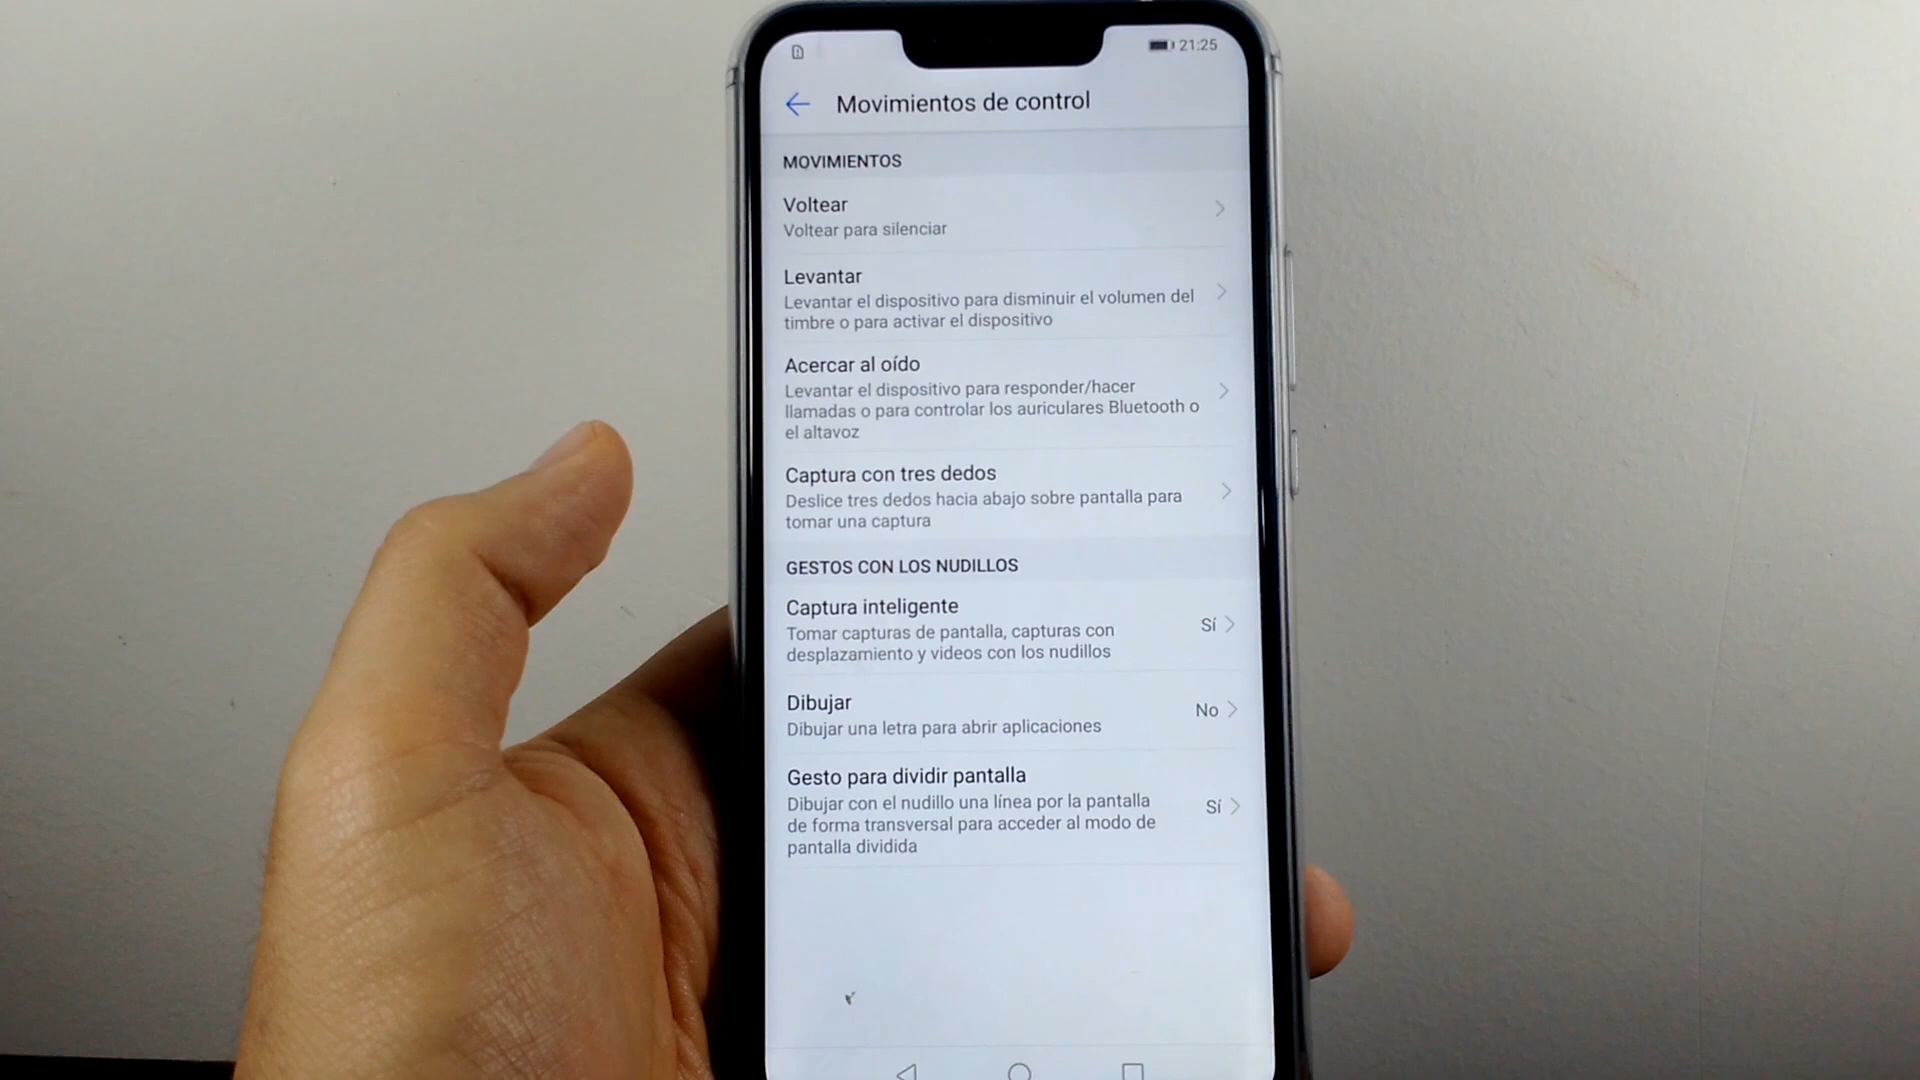 21:25
Movimientos de control
MOVIMIENTOS
Voltear
Voltear para silenciar
Levantar
Levantar el dispositivo para disminuir el volumen del
timbre o para activar el dispositivo
Acercar al oído
Levantar el dispositivo para responder/hacer
llamadas o para controlar los auriculares Bluetooth o
el altavoz
Captura con tres dedos
Deslice tres dedos hacia abajo sobre pantalla para
tomar una captura
GESTOS CON LOS NUDILLOS
Captura inteligente
Tomar capturas de pantalla, capturas con
desplazamiento y videos con los nudillos
Sí
Dibujar
Dibujar una letra para abrir aplicaciones
No
Gesto para dividir pantalla
Dibujar con el nudillo una línea por la pantalla
de forma transversal para acceder al modo de
pantalla dividida
Sí